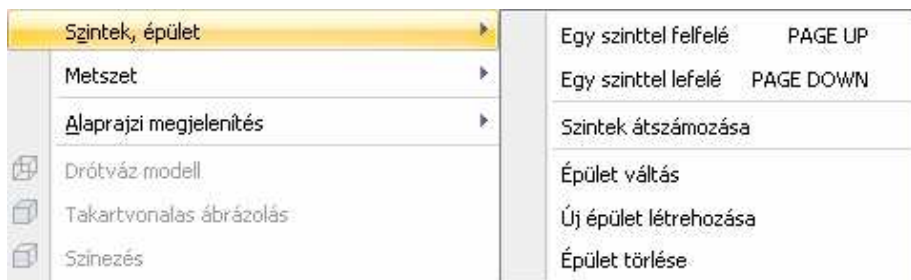 Szintek, épület
Metszet
Alaprajzi megjelenítés
Drótváz modell
Takartvonalas ábrázolás
Színezés
Egy szinttel felfelé PAGE UP
Egy szinttel lefelé PAGE DOWN
Szintek átszámozása
Épület váltás
Új épület létrehozása
Épület törlése